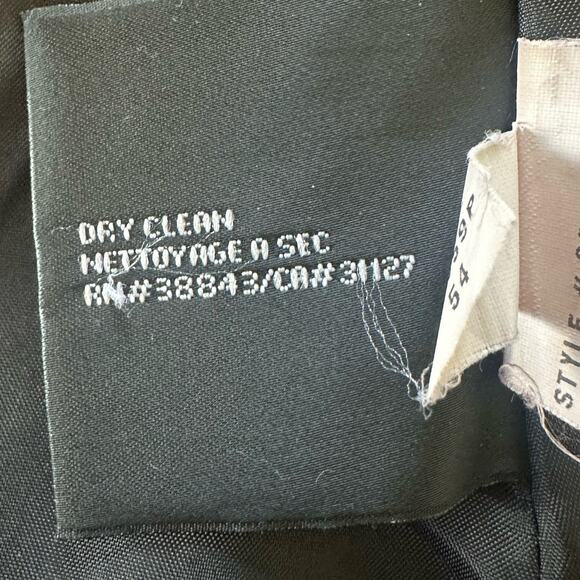 DRY CLEAN
NETTOYAGE A SEC
RN#38843/CA#31127
54
STYLE